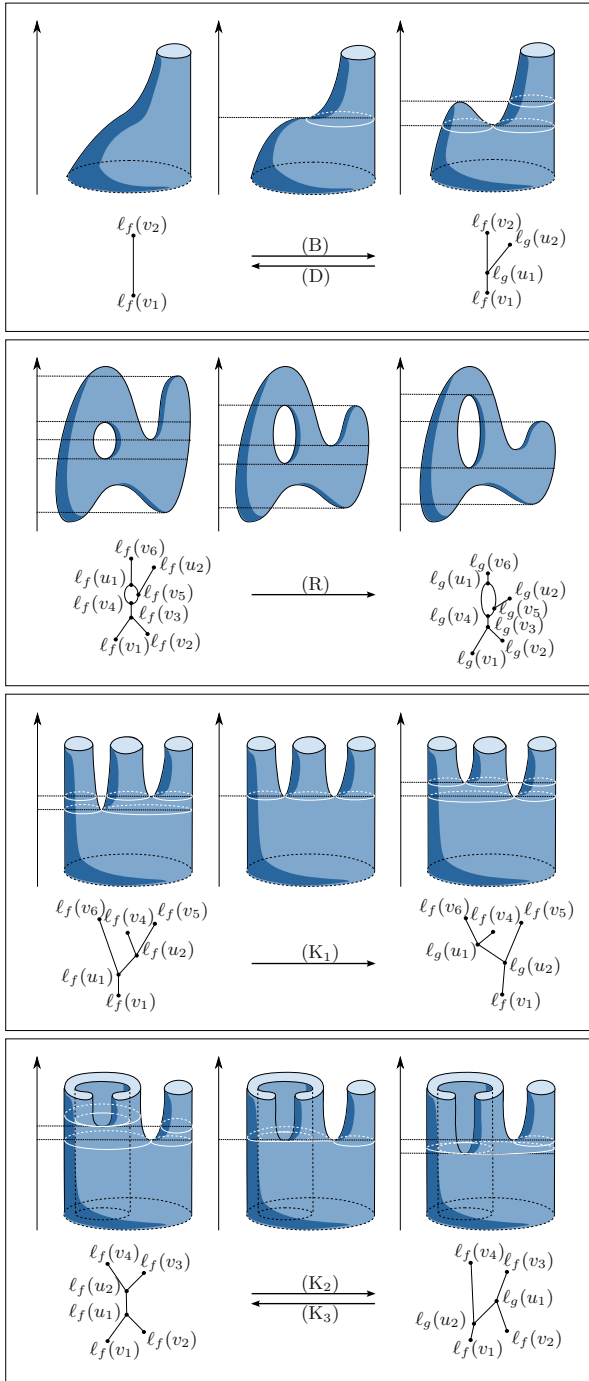 ℓ_f(v_2) ℓ_f(v_2) ℓ_g(u_2)
(B)
(D) ℓ_g(u_1)
ℓ_f(v_1) ℓ_f(v_1)
ℓ_f(v_6) ℓ_f(u_2) ℓ_g(v_6)
ℓ_f(u_1) ℓ_g(u_1) ℓ_g(u_2)
ℓ_f(v_4) ℓ_f(v_5) (R) ℓ_g(v_5)
ℓ_f(v_3) ℓ_g(v_4) ℓ_g(v_3)
ℓ_f(v_1) ℓ_f(v_2) ℓ_g(v_1) ℓ_g(v_2)
ℓ_f(v_6) ℓ_f(v_4) ℓ_f(v_5) ℓ_f(v_6) ℓ_f(v_4) ℓ_f(v_5)
ℓ_f(u_2) (K_1) ℓ_g(u_1)
ℓ_f(u_1) ℓ_g(u_2)
ℓ_f(v_1) ℓ_f(v_1)
ℓ_f(v_4) ℓ_f(v_3) ℓ_f(v_4) ℓ_f(v_3)
ℓ_f(u_2) (K_2) ℓ_g(u_1)
ℓ_f(u_1) (K_3) ℓ_g(u_2)
ℓ_f(v_1) ℓ_f(v_2) ℓ_f(v_1) ℓ_f(v_2)